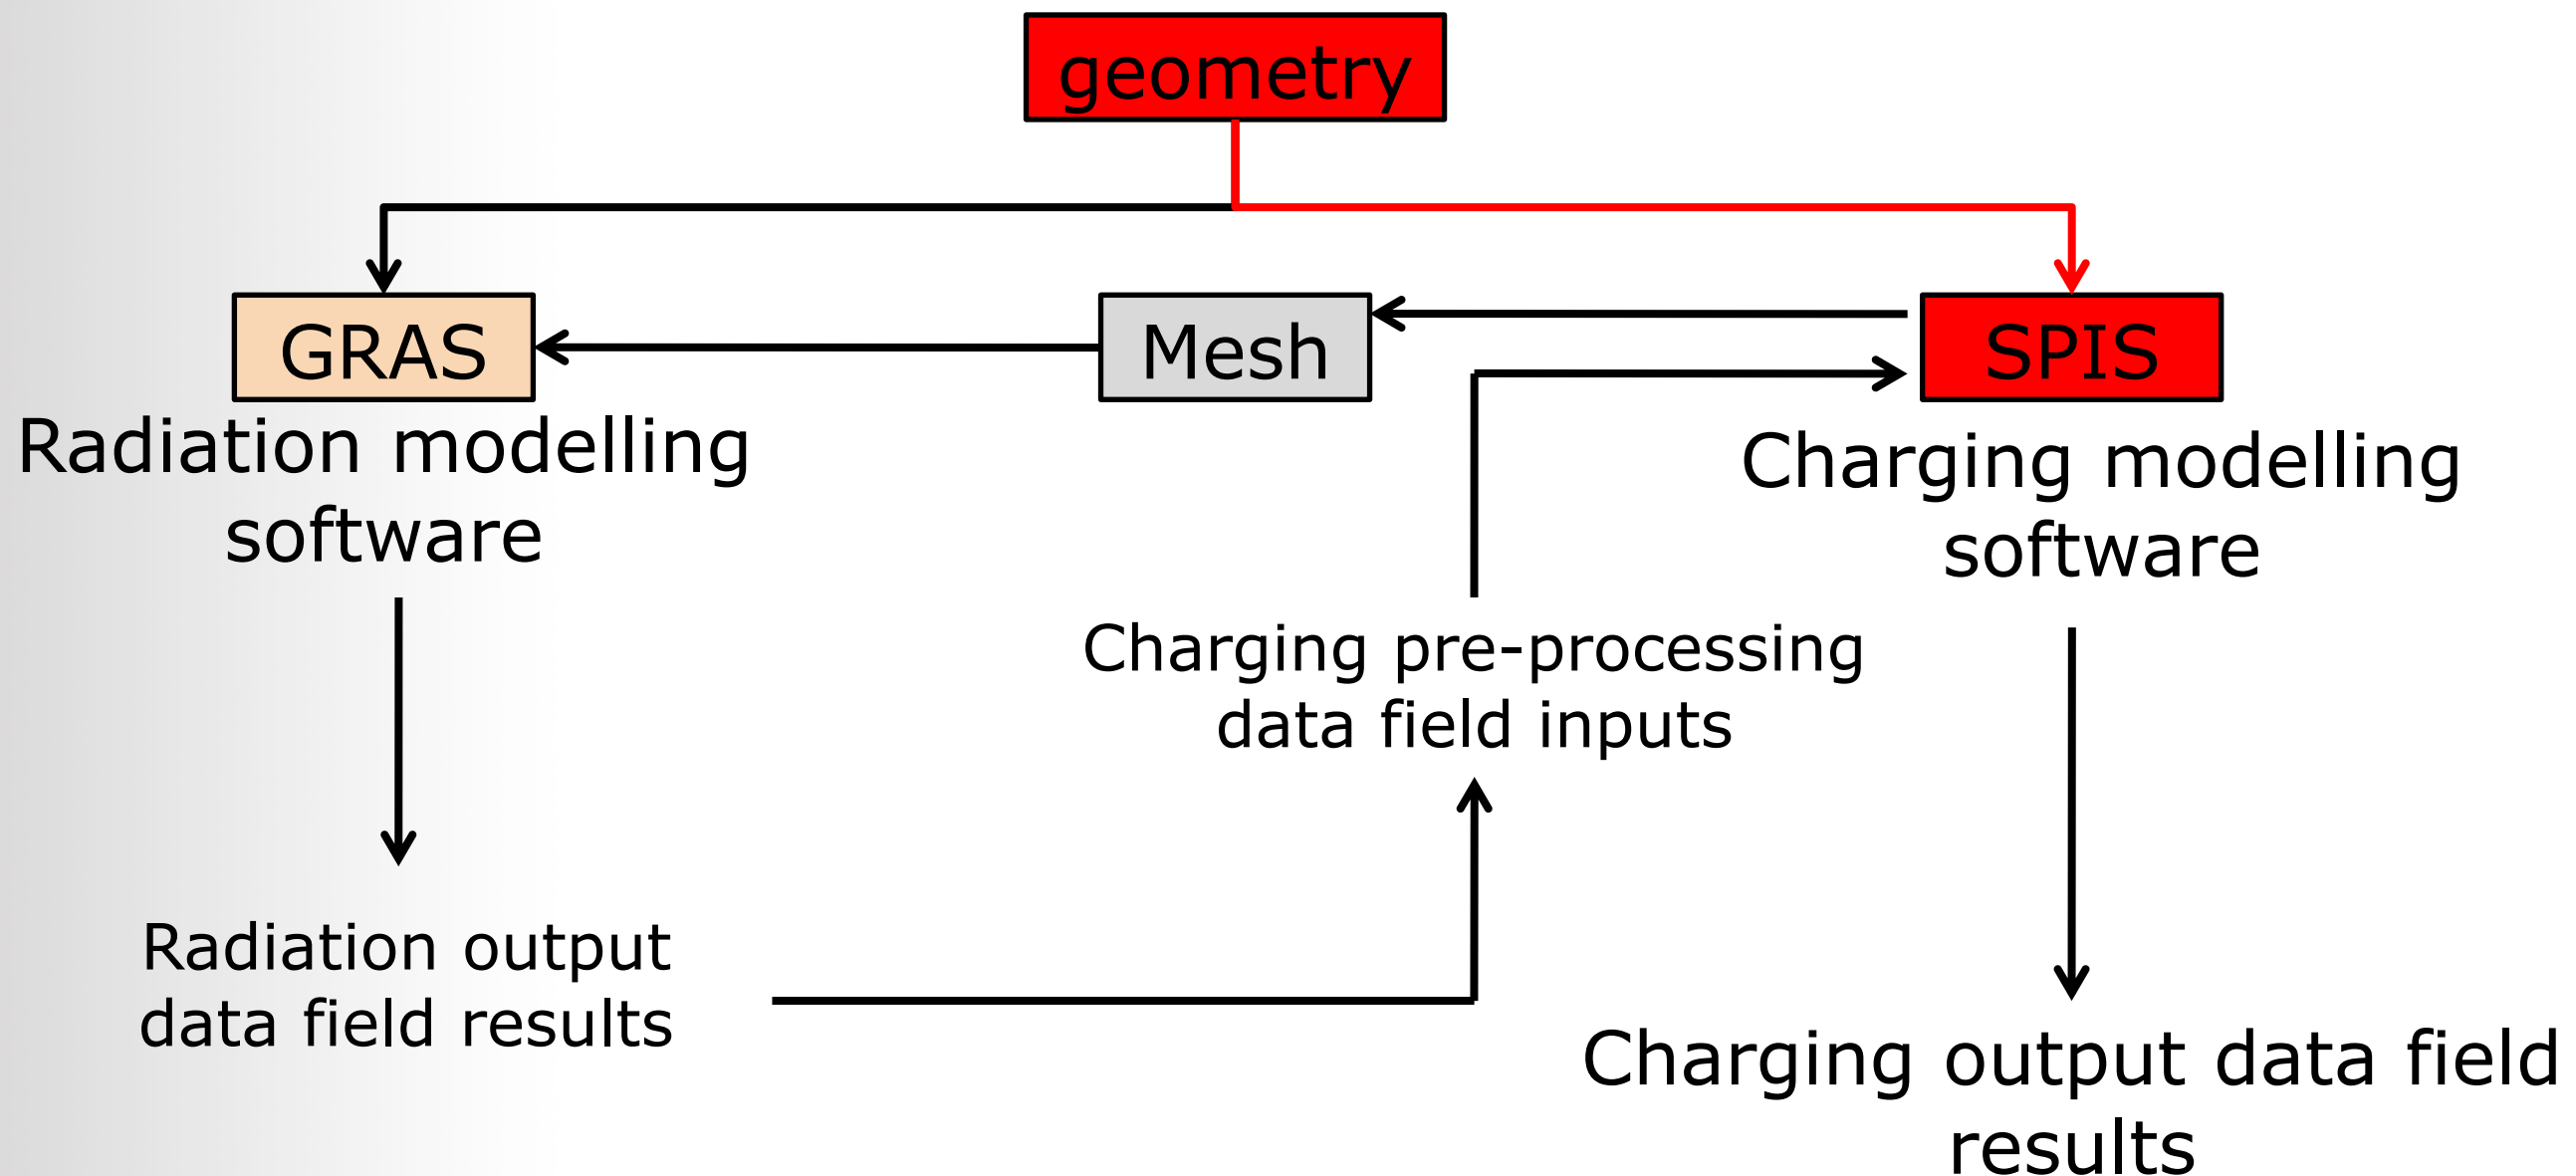 geometry
GRAS
Mesh
SPIS
Radiation modelling
software
Charging modelling
software
Charging pre-processing
data field inputs
Radiation output
data field results
Charging output data field
results